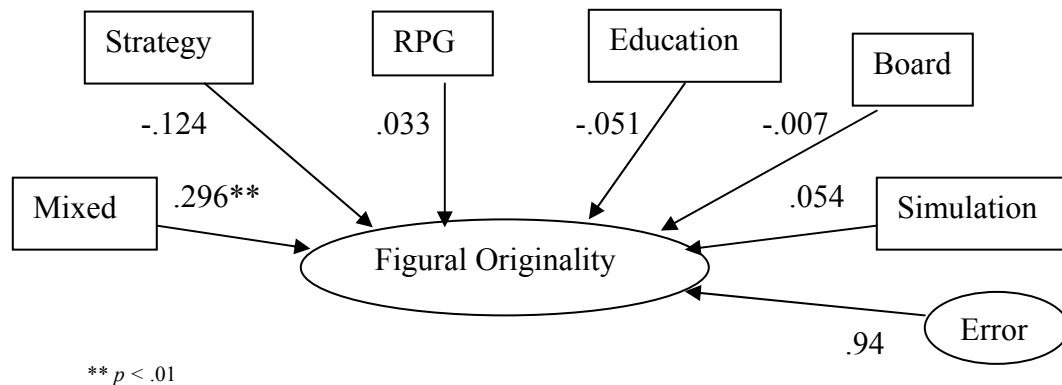 Strategy
RPG
Education
Board
-.124
.033
-.051
-.007
Mixed
.296**
.054
Simulation
Figural Originality
.94
Error
** p < .01